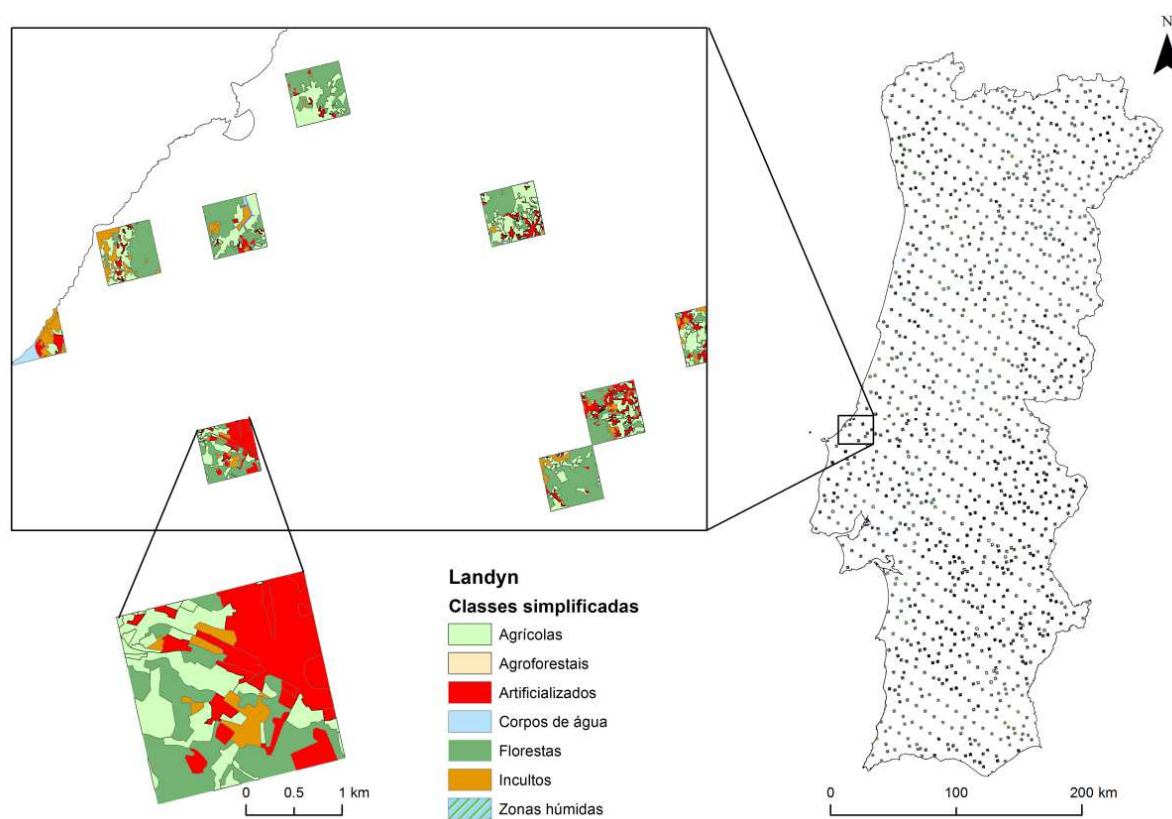 N
Landyn
Classes simplificadas
Agrícolas
Agroforestais
Artificializados
Corpos de água
Florestas
Incultos
Zonas húmidas
0 0.5 1 km
0 100 200 km